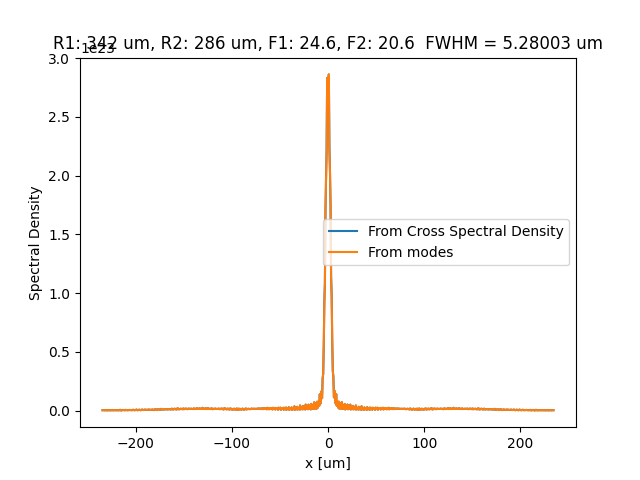 R1: 342 um, R2: 286 um, F1: 24.6, F2: 20.6  FWHM = 5.28003 um
1e23
3.0
2.5
2.0
1.5
1.0
0.5
0.0
Spectral Density
From Cross Spectral Density
From modes
−200 −100 0 100 200
x [um]